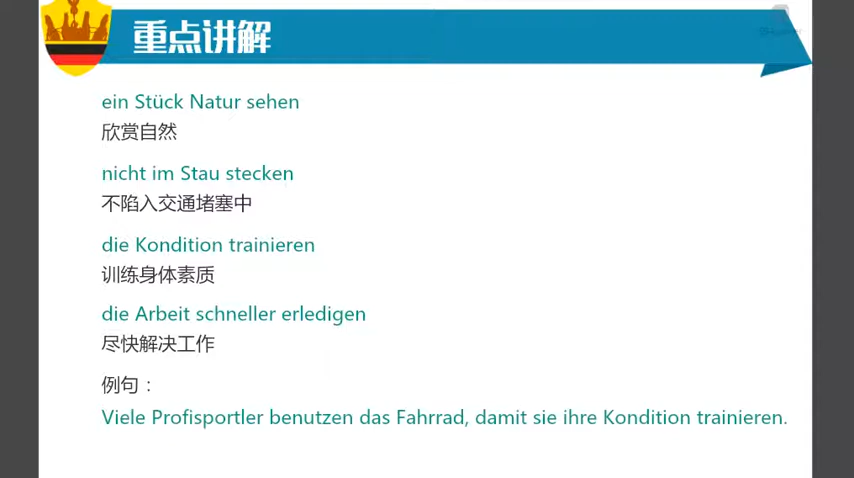 重点讲解
ein Stück Natur sehen
欣赏自然
nicht im Stau stecken
不陷入交通堵塞中
die Kondition trainieren
训练身体素质
die Arbeit schneller erledigen
尽快解决工作
例句：
Viele Profisportler benutzen das Fahrrad, damit sie ihre Kondition trainieren.